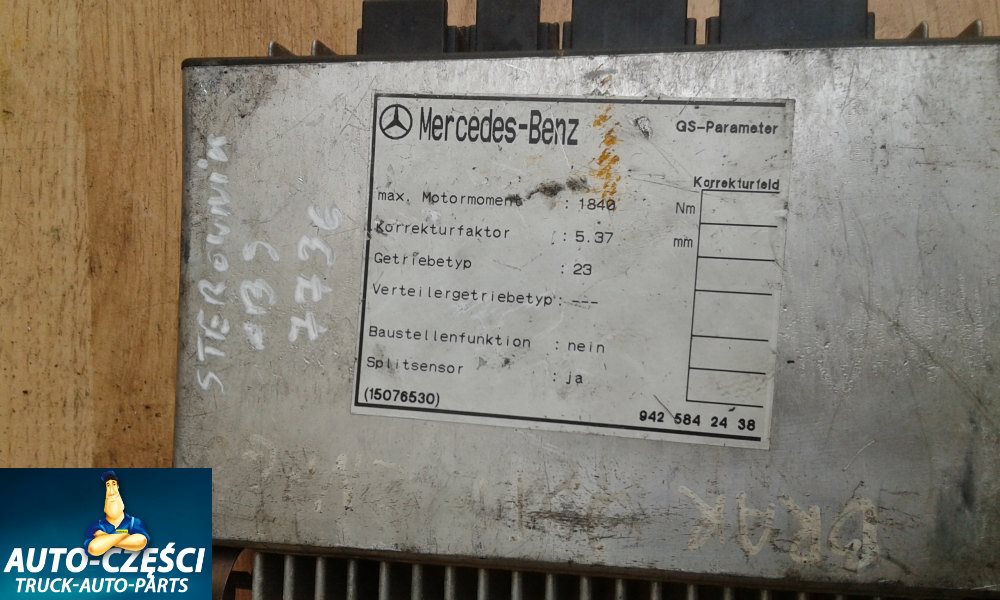 Mercedes-Benz
GS-Parameter
Korrekturfeld
max. Motormoment : 1840 Nm
Korrekturfaktor : 5.37 mm
Getriebetyp : 23
Verteilergetriebetyp : ---
Baustellenfunktion : nein
Splitsensor : ja
(15076530)
942 584 24 38
STEROWNIK
AUTO-CZĘŚCI
TRUCK-AUTO-PARTS